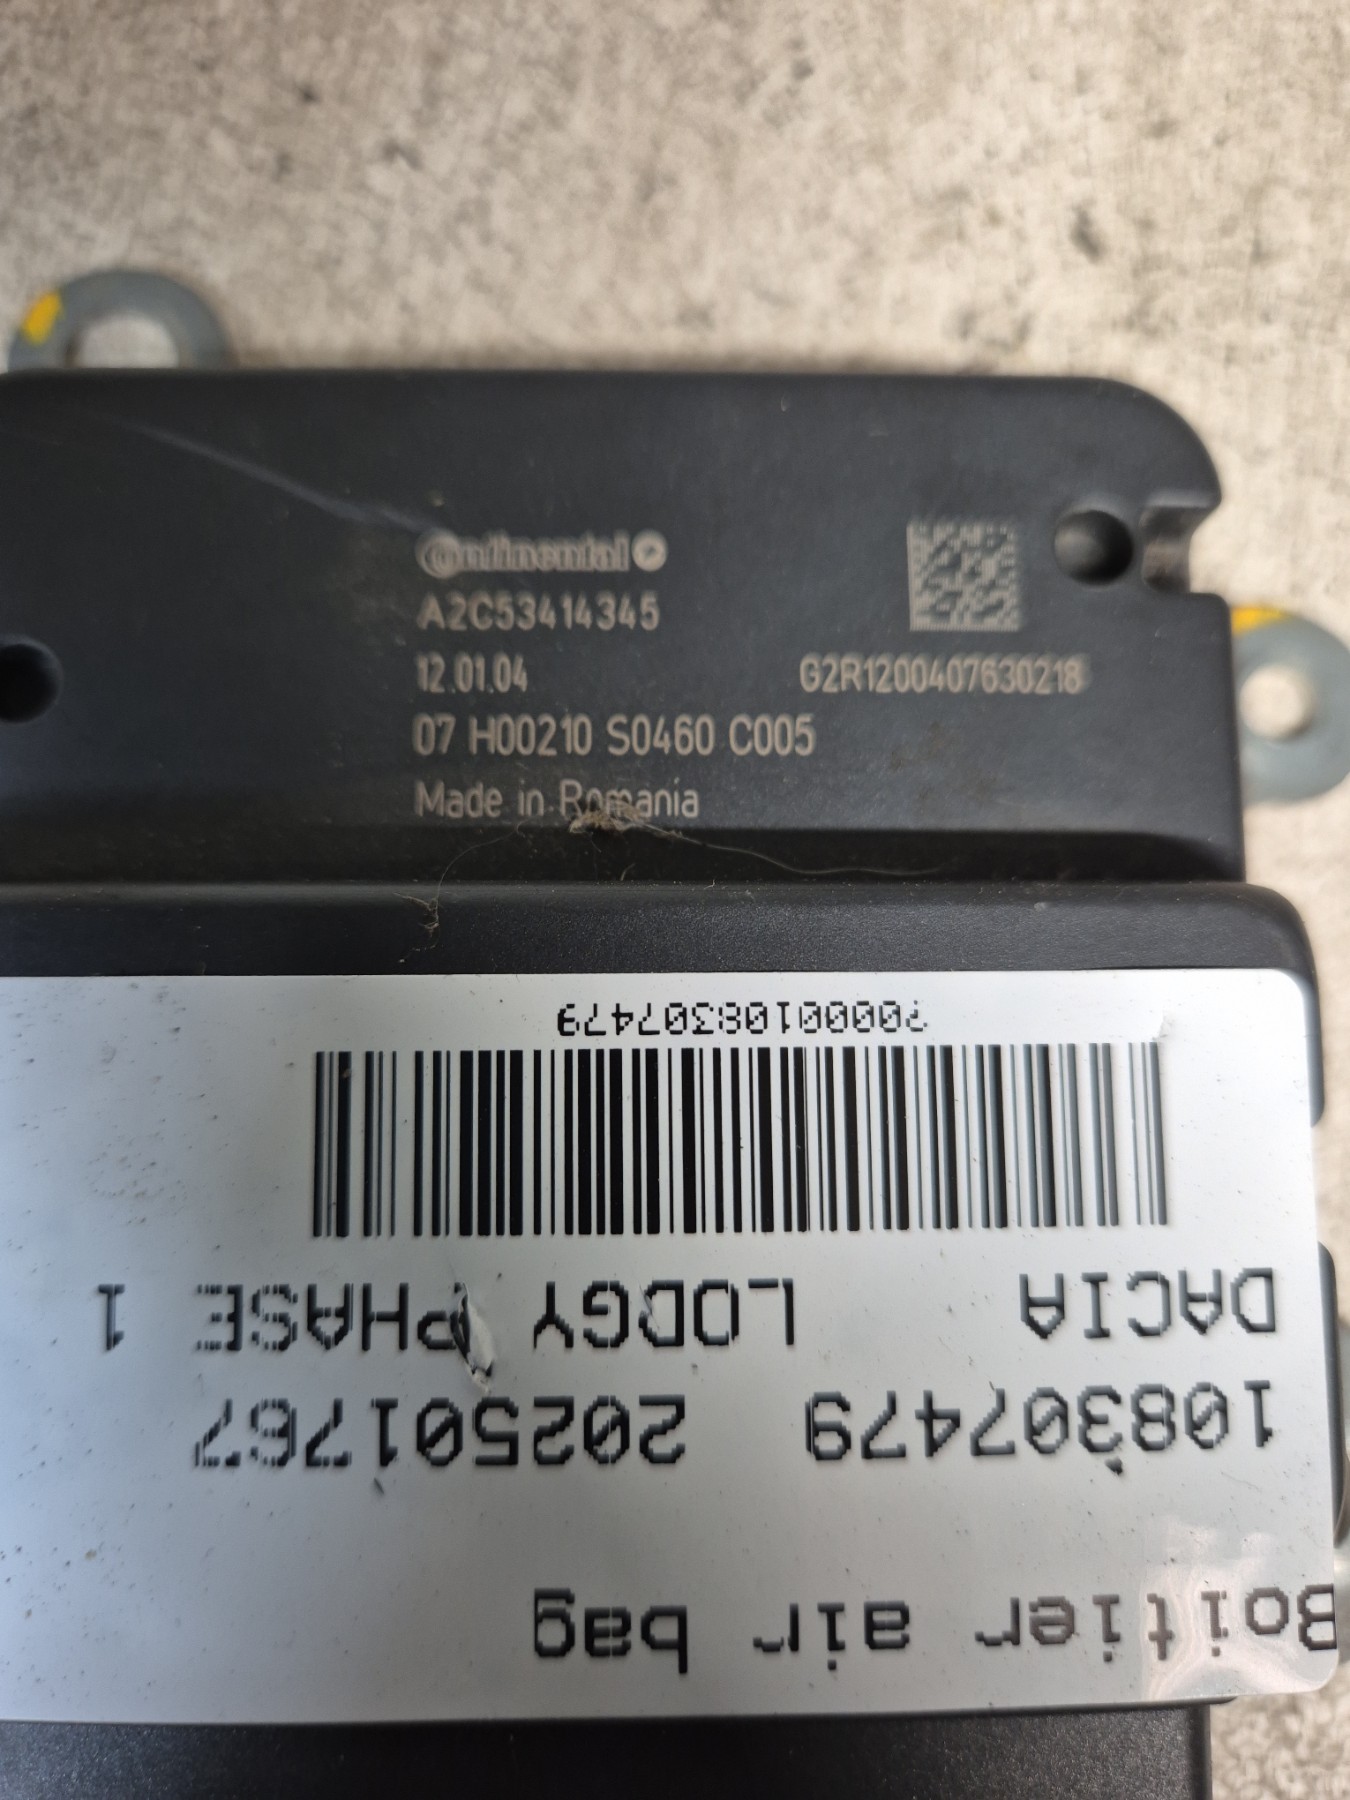 Continental
A2C53414345
12.01.04
G2R1200407630218
07 H00210 S0460 C005
Made in Romania
Boitier air bag
108307479 202501767
DACIA LODGY PHASE 1
?0000108307479